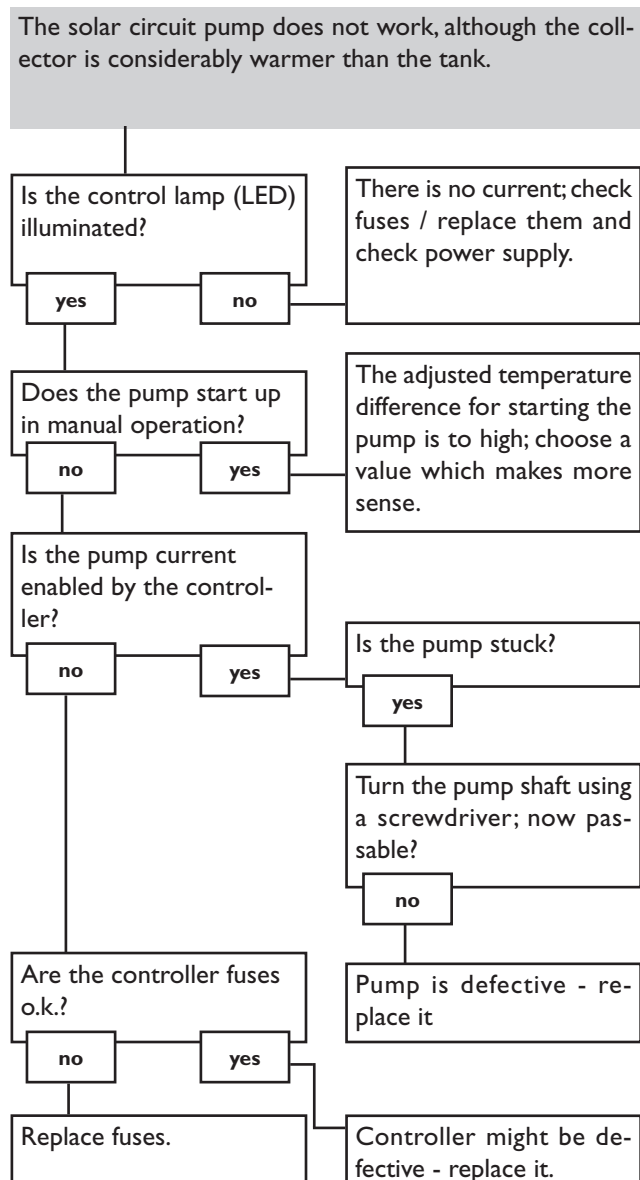 The solar circuit pump does not work, although the coll-
ector is considerably warmer than the tank.
Is the control lamp (LED)
illuminated?
yes
no
There is no current; check
fuses / replace them and
check power supply.
Does the pump start up
in manual operation?
no
yes
The adjusted temperature
difference for starting the
pump is to high; choose a
value which makes more
sense.
Is the pump current
enabled by the control-
ler?
no
yes
Is the pump stuck?
yes
Turn the pump shaft using
a screwdriver; now pas-
sable?
no
Pump is defective - re-
place it
Are the controller fuses
o.k.?
no
yes
Replace fuses.
Controller might be de-
fective - replace it.